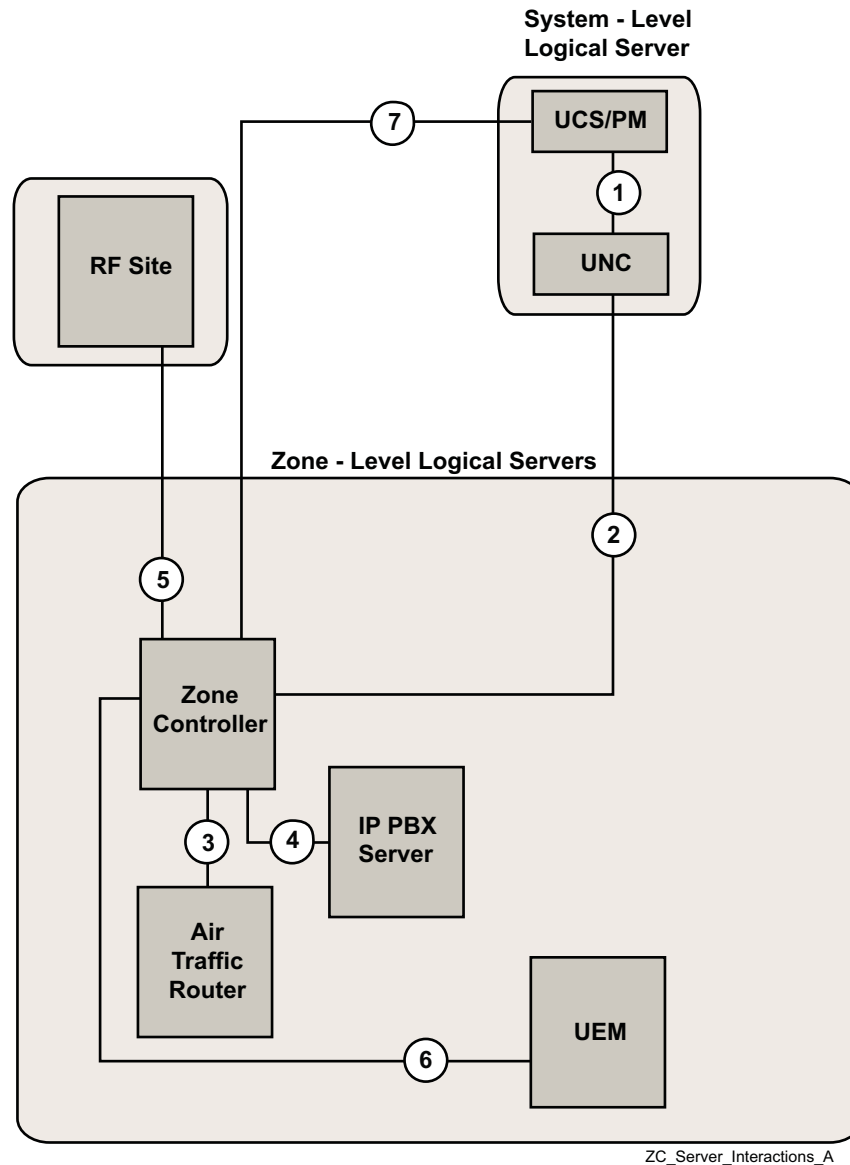 System - Level
Logical Server
UCS/PM
7
1
RF Site
UNC
Zone - Level Logical Servers
2
5
Zone
Controller
3
4
IP PBX
Server
Air
Traffic
Router
UEM
6
ZC_Server_Interactions_A